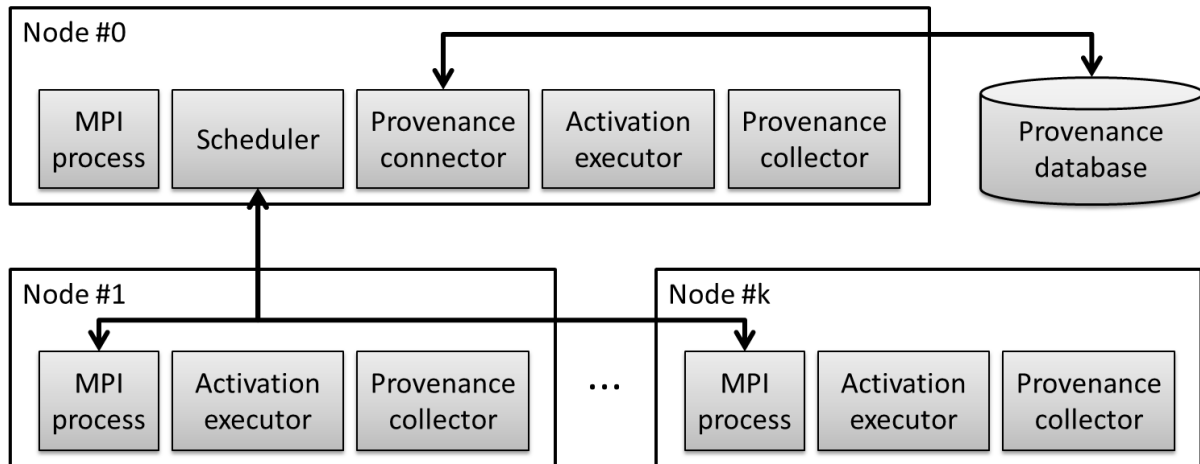 Node #0
MPI
process
Scheduler
Provenance
connector
Activation
executor
Provenance
collector
Provenance
database
Node #1
MPI
process
Activation
executor
Provenance
collector
...
Node #k
MPI
process
Activation
executor
Provenance
collector